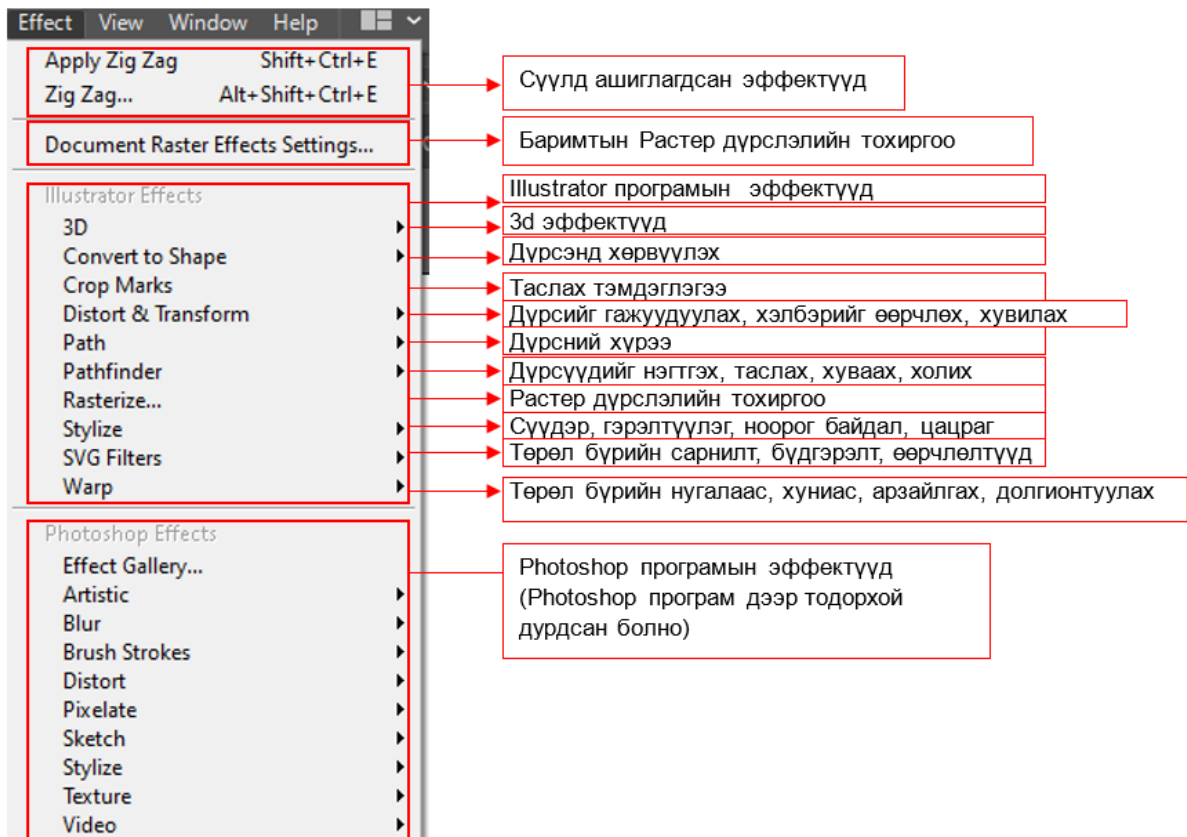 Effect View Window Help
Apply Zig Zag Shift+Ctrl+E
Zig Zag... Alt+Shift+Ctrl+E
Сүүлд ашиглагдсан эффектүүд
Document Raster Effects Settings...
Баримтын Растер дүрслэлийн тохиргоо
Illustrator Effects
Illustrator програмын эффектүүд
3D
3d эффектүүд
Convert to Shape
Дүрсэнд хөрвүүлэх
Crop Marks
Таслах тэмдэглэгээ
Distort & Transform
Дүрсийг гажуудуулах, хэлбэрийг өөрчлөх, хувилах
Path
Дүрсний хүрээ
Pathfinder
Дүрсүүдийг нэгтгэх, таслах, хуваах, холих
Rasterize...
Растер дүрслэлийн тохиргоо
Stylize
Сүүдэр, гэрэлтүүлэг, ноорог байдал, цацраг
SVG Filters
Төрөл бүрийн сарнилт, бүдгэрэлт, өөрчлөлтүүд
Warp
Төрөл бүрийн нугалаас, хуниас, арзайлгах, долгионтуулах
Photoshop Effects
Effect Gallery...
Artistic
Blur
Brush Strokes
Distort
Pixelate
Sketch
Stylize
Texture
Video
Photoshop програмын эффектүүд
(Photoshop програм дээр тодорхой
дурдсан болно)